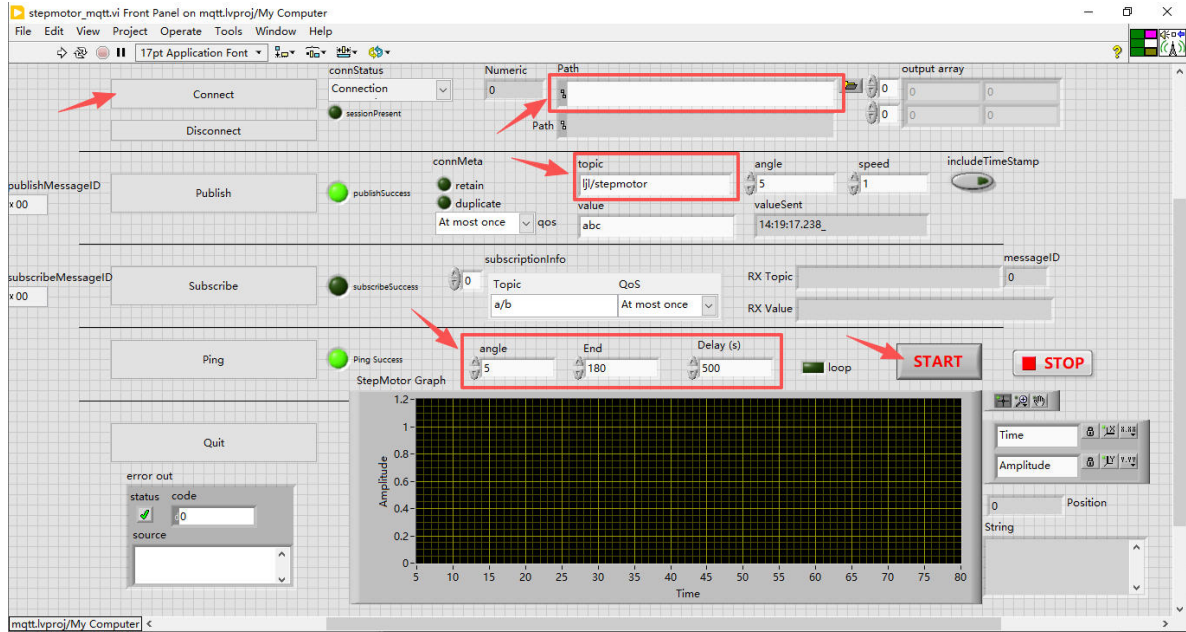 stepmotor_mqtt.vi Front Panel on mqtt.lvproj/My Computer
File Edit View Project Operate Tools Window Help
17pt Application Font
connStatus
Numeric
Path
output array
Connect
Connection
0
0
0
0
sessionPresent
Disconnect
Path
0
0
0
connMeta
topic
angle
speed
includeTimeStamp
publishMessageID
x 00
Publish
publishSuccess
retain
duplicate
At most once
qos
ljl/stepmotor
5
1
value
valueSent
abc
14:19:17.238_
subscriptionInfo
messageID
subscribeMessageID
x 00
Subscribe
subscribeSuccess
0
Topic
QoS
a/b
At most once
RX Topic
0
RX Value
Ping
Ping Success
angle
End
Delay (s)
5
180
500
loop
START
STOP
StepMotor Graph
Quit
1.2
1
0.8
0.6
0.4
0.2
0
Amplitude
5 10 15 20 25 30 35 40 45 50 55 60 65 70 75 80
Time
Time
Amplitude
0
Position
String
error out
status code
0
source
mqtt.lvproj/My Computer